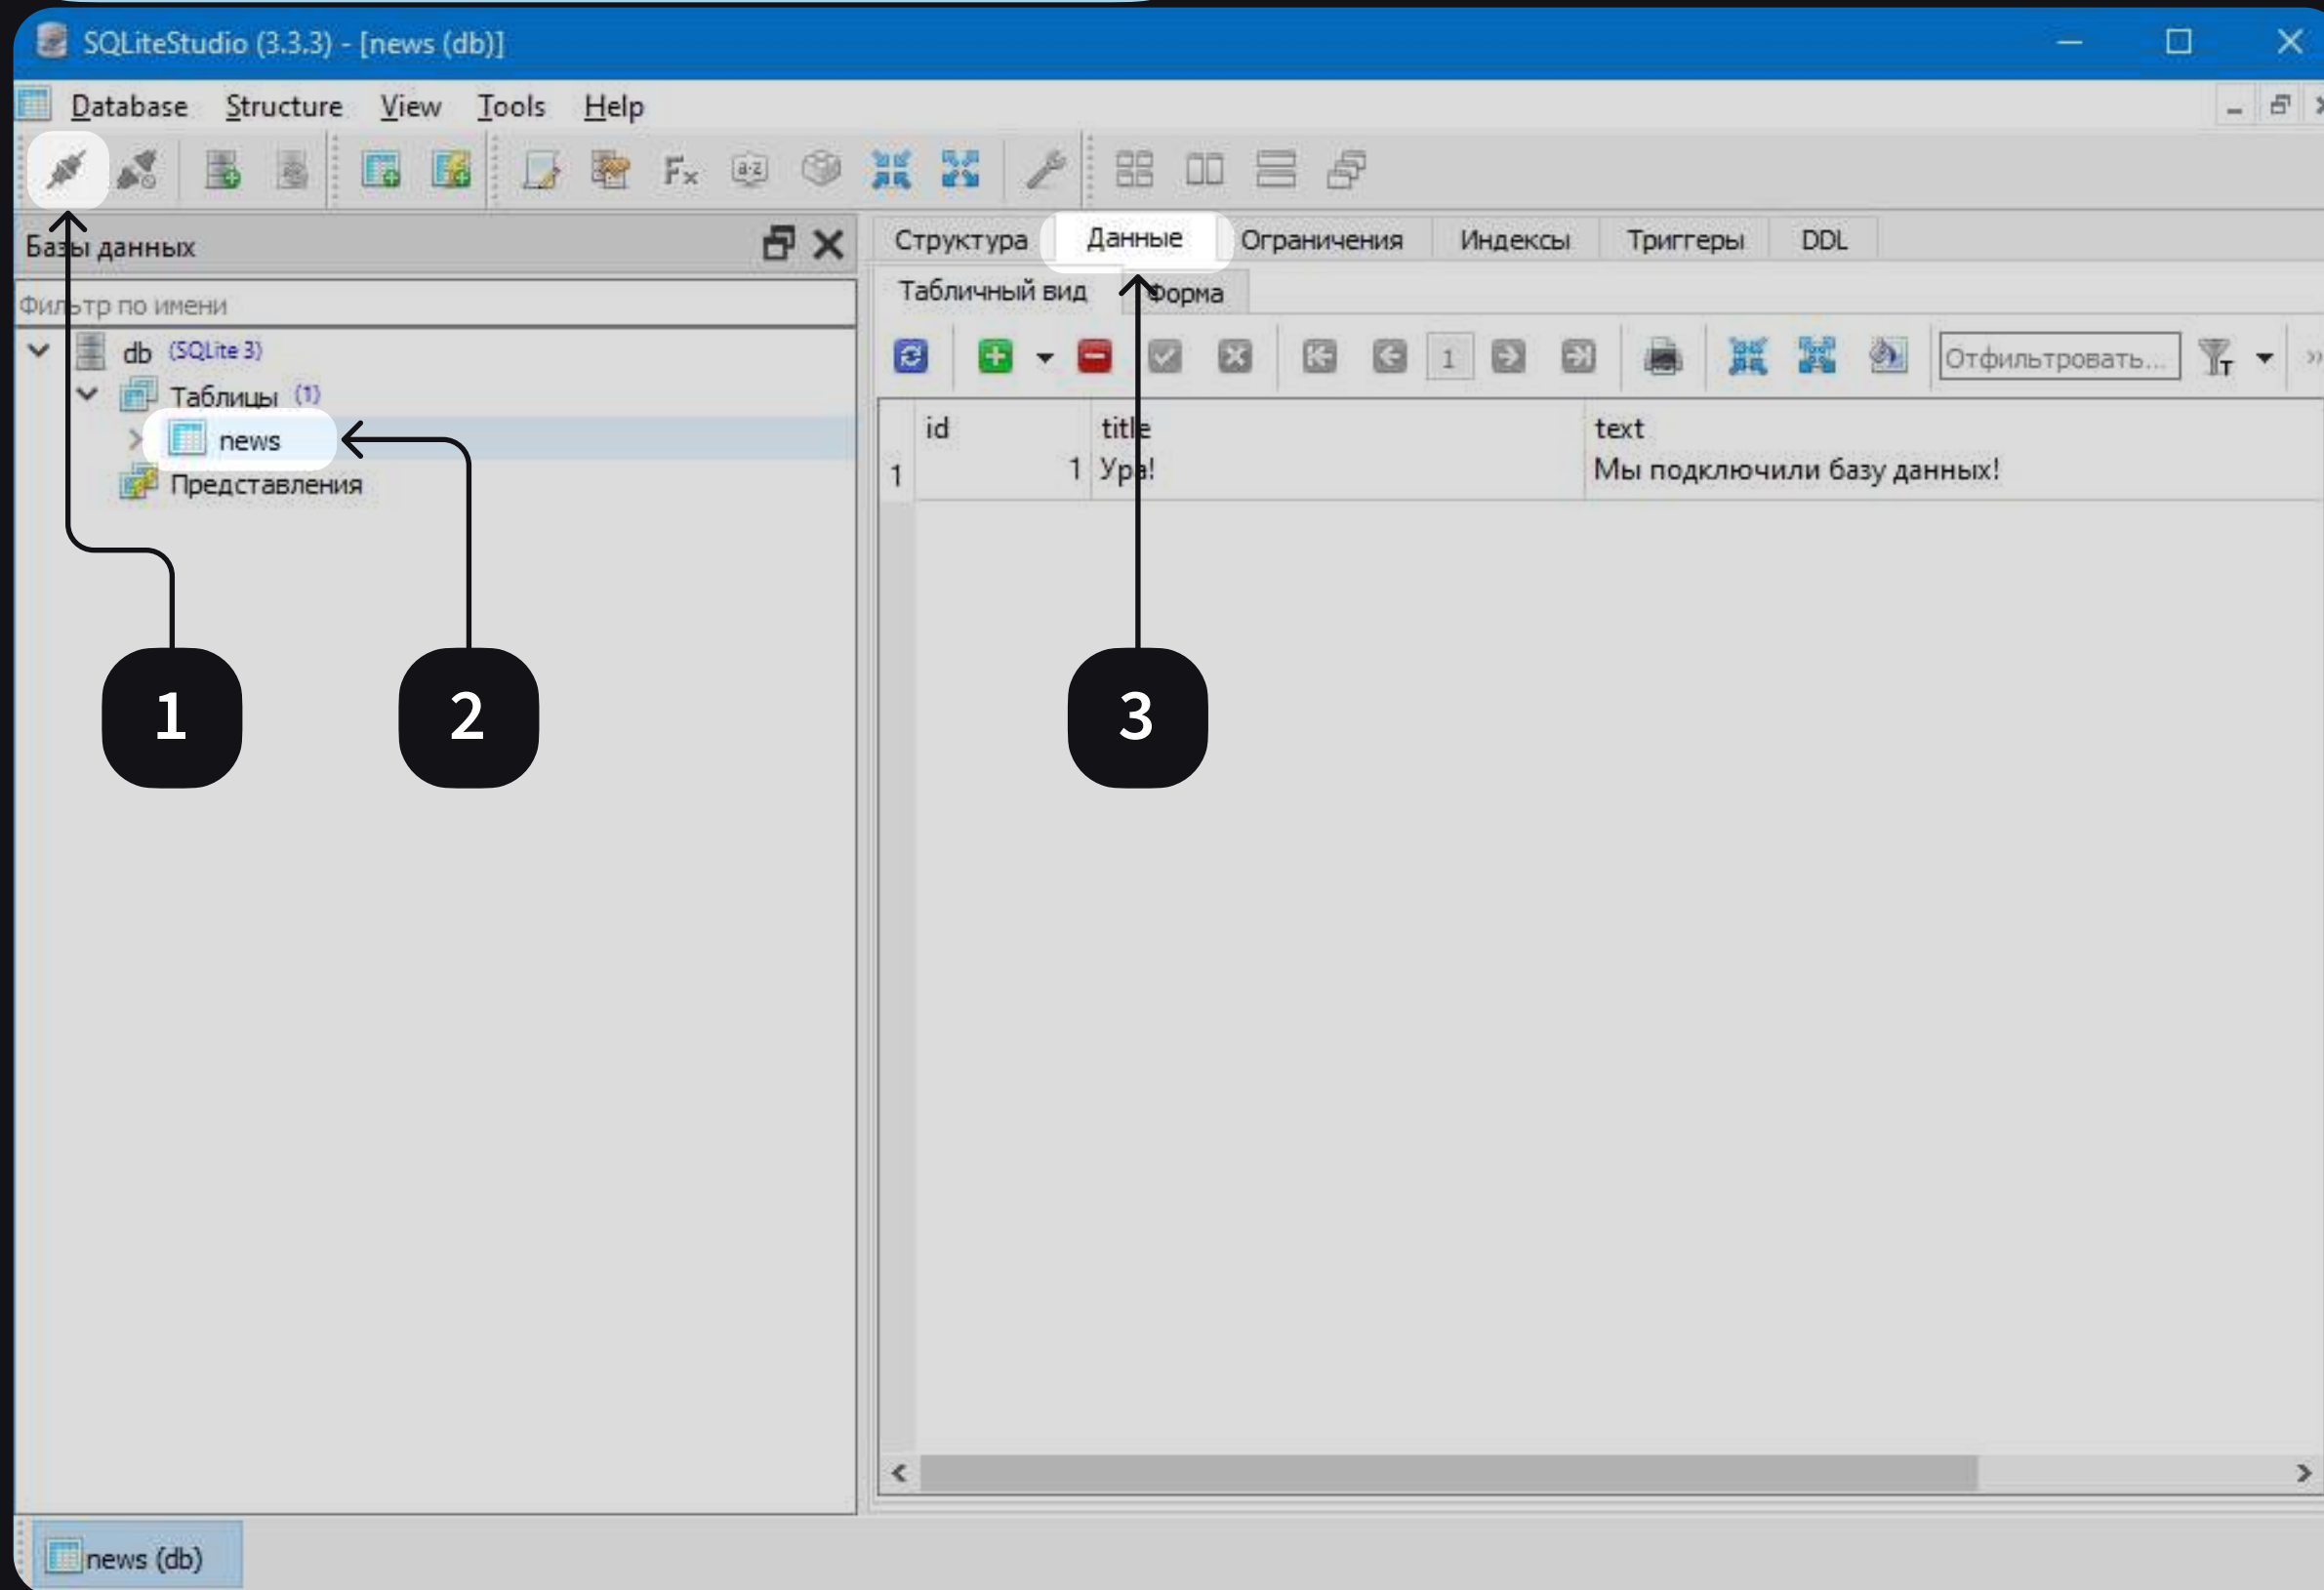 SQLiteStudio (3.3.3) - [news (db)]
Database Structure View Tools Help
Базы данных
Фильтр по имени
db (SQLite 3)
Таблицы (1)
news
Представления
Структура Данные Ограничения Индексы Триггеры DDL
Табличный вид Форма
1 Отфильтровать...
id title text
1 1 Ура! Мы подключили базу данных!
1 2 3
news (db)